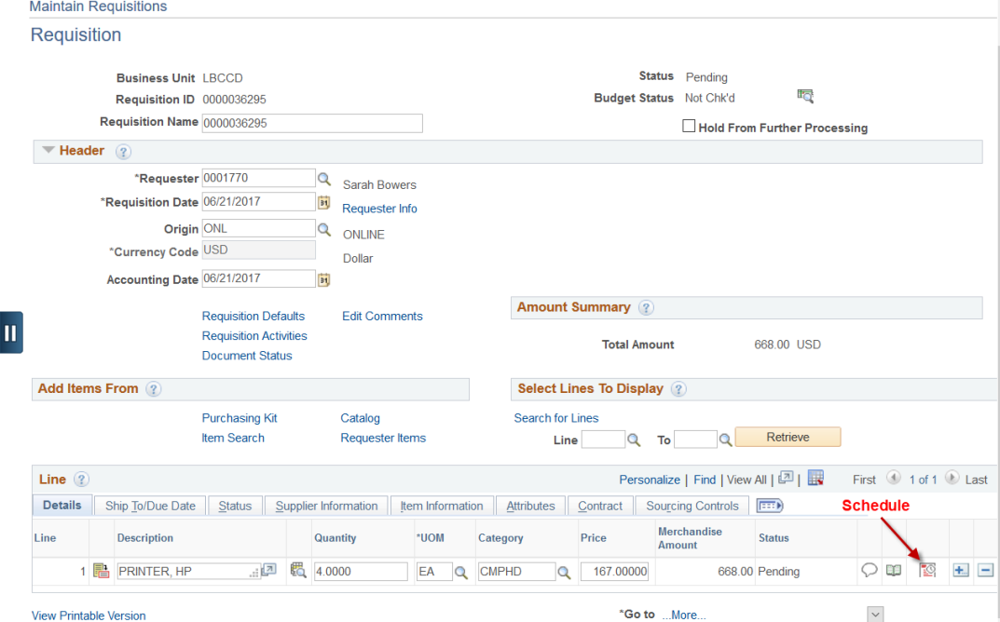 Maintain Requisitions
Requisition
Business Unit LBCCD
Status Pending
Requisition ID 0000036295
Budget Status Not Chk'd
Requisition Name 0000036295
Hold From Further Processing
Header
*Requester 0001770 Sarah Bowers
*Requisition Date 06/21/2017 Requester Info
Origin ONL ONLINE
*Currency Code USD Dollar
Accounting Date 06/21/2017
Requisition Defaults Edit Comments
Requisition Activities
Document Status
Amount Summary
Total Amount 668.00 USD
Add Items From
Purchasing Kit Catalog
Item Search Requester Items
Select Lines To Display
Search for Lines
Line To Retrieve
Line Personalize | Find | View All | | First 1 of 1 Last
Details Ship To/Due Date Status Supplier Information Item Information Attributes Contract Sourcing Controls Schedule
Line Description Quantity *UOM Category Price Merchandise Amount Status
1 PRINTER, HP 4.0000 EA CMPHD 167.00000 668.00 Pending
View Printable Version *Go to ...More...